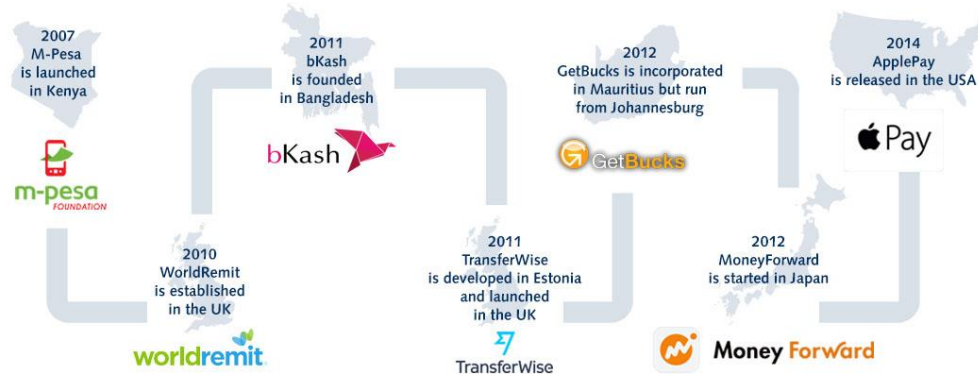 2007
M-Pesa
is launched
in Kenya
m-pesa
FOUNDATION
2010
WorldRemit
is established
in the UK
worldremit
2011
bKash
is founded
in Bangladesh
bKash
2011
TransferWise
is developed in Estonia
and launched
in the UK
TransferWise
2012
GetBucks is incorporated
in Mauritius but run
from Johannesburg
GetBucks
2012
MoneyForward
is started in Japan
Money Forward
2014
ApplePay
is released in the USA
Pay